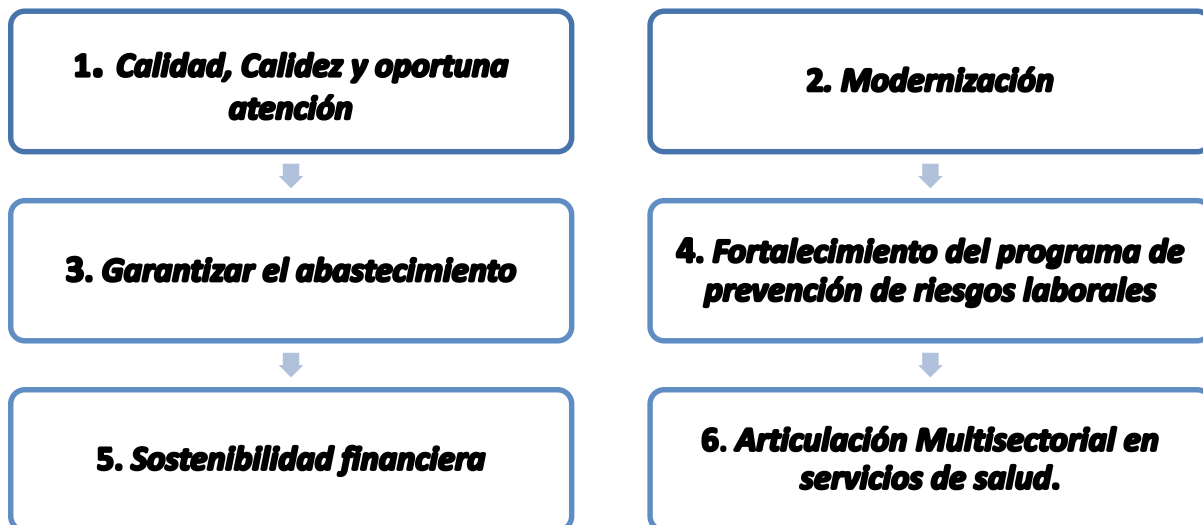 1. Calidad, Calidez y oportuna
atención
2. Modernización
3. Garantizar el abastecimiento
4. Fortalecimiento del programa de
prevención de riesgos laborales
5. Sostenibilidad financiera
6. Articulación Multisectorial en
servicios de salud.